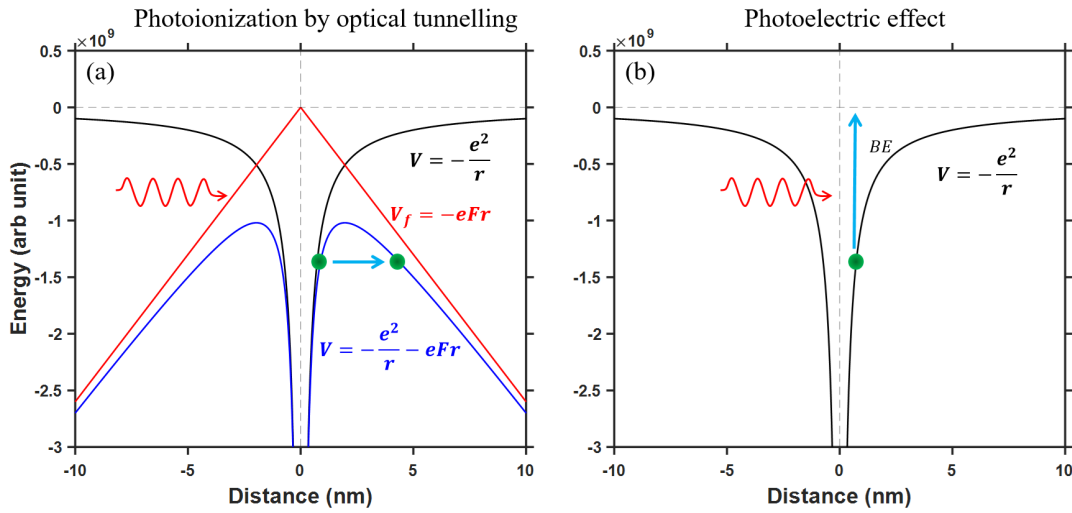 Photoionization by optical tunnelling
Photoelectric effect
×10⁹
(a)
0.5
0
-0.5
-1
-1.5
-2
-2.5
-3
Energy (arb unit)
V = − e²/r
V_f = −eFr
V = − e²/r − eFr
-10
-5
0
5
10
Distance (nm)
×10⁹
(b)
0.5
0
-0.5
-1
-1.5
-2
-2.5
-3
BE
V = − e²/r
-10
-5
0
5
10
Distance (nm)